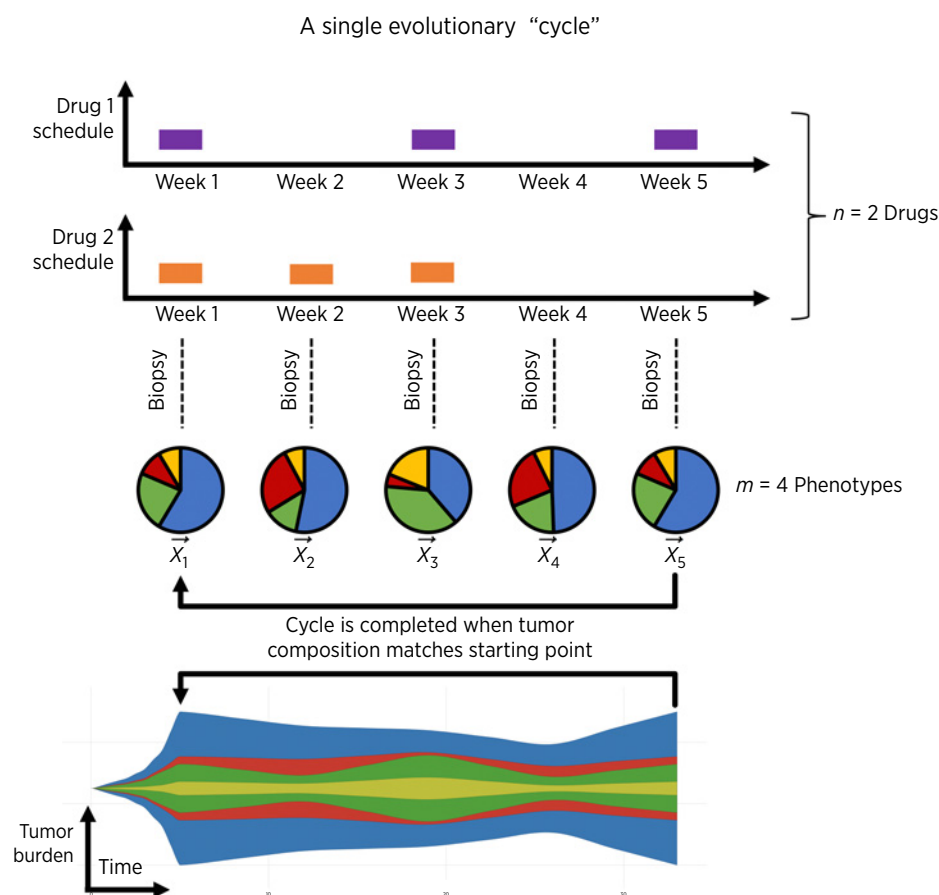 A single evolutionary “cycle”
Drug 1
schedule
Week 1 Week 2 Week 3 Week 4 Week 5
n = 2 Drugs
Drug 2
schedule
Week 1 Week 2 Week 3 Week 4 Week 5
Biopsy Biopsy Biopsy Biopsy Biopsy
m = 4 Phenotypes
X1 X2 X3 X4 X5
Cycle is completed when tumor
composition matches starting point
Tumor
burden
Time